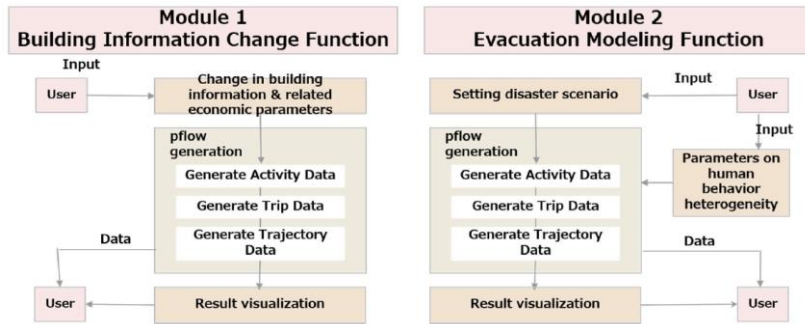 Module 1
Building Information Change Function
Input
User
Change in building
information & related
economic parameters
pflow
generation
Generate Activity Data
Generate Trip Data
Generate Trajectory
Data
Data
User
Result visualization
Module 2
Evacuation Modeling Function
Setting disaster scenario
Input
User
Input
pflow
generation
Parameters on
human
behavior
heterogeneity
Generate Activity Data
Generate Trip Data
Generate Trajectory
Data
Data
Result visualization
User